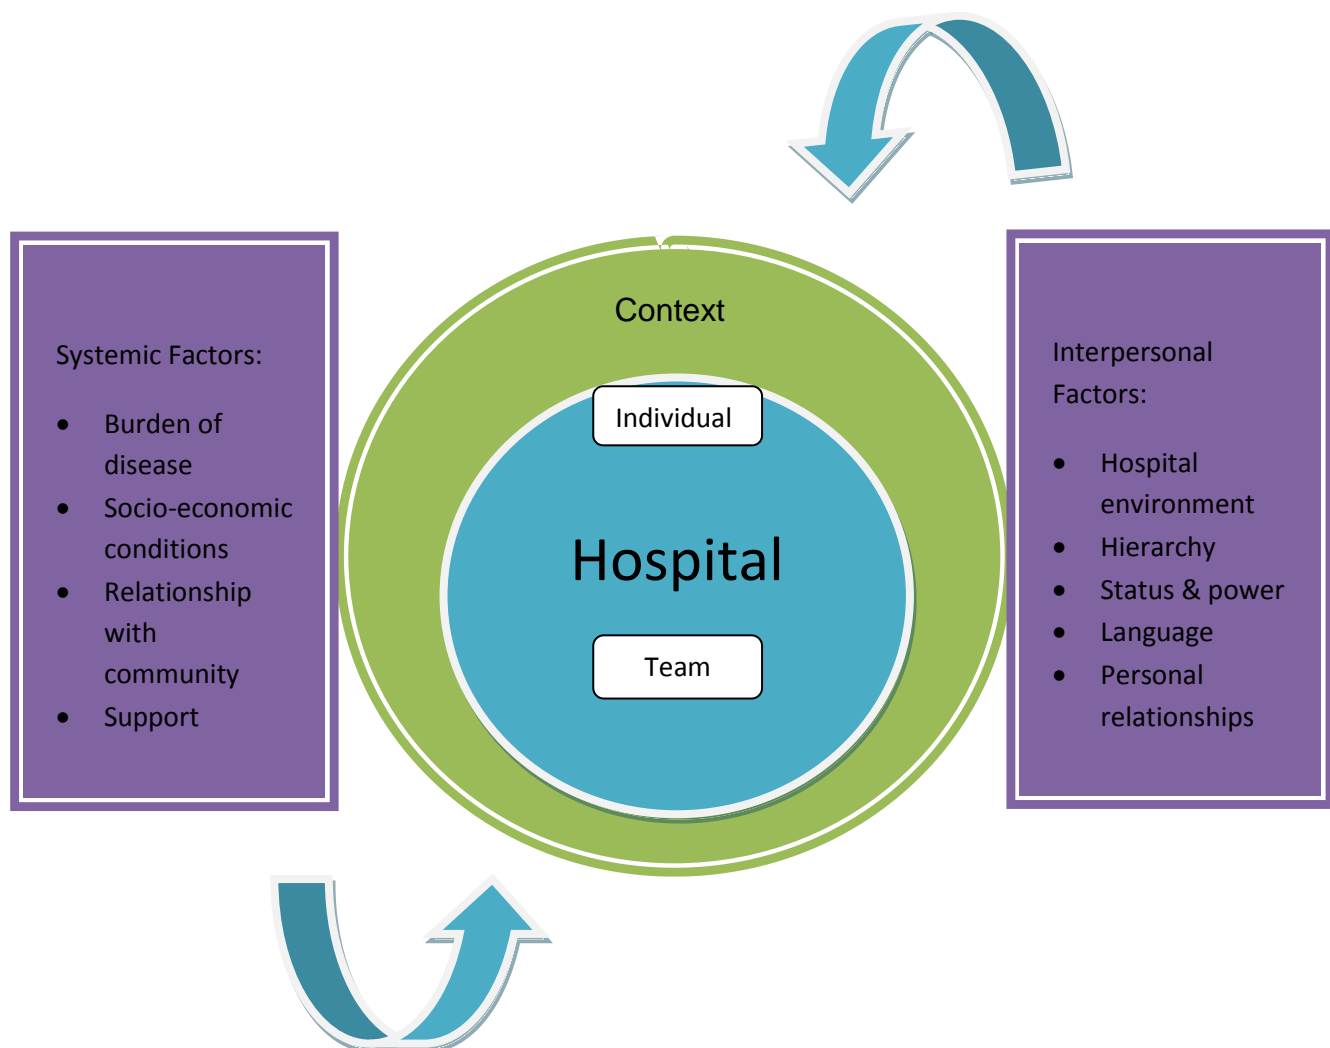 Systemic Factors:
• Burden of
disease
• Socio-economic
conditions
• Relationship
with
community
• Support
Context
Individual
Hospital
Team
Interpersonal
Factors:
• Hospital
environment
• Hierarchy
• Status & power
• Language
• Personal
relationships